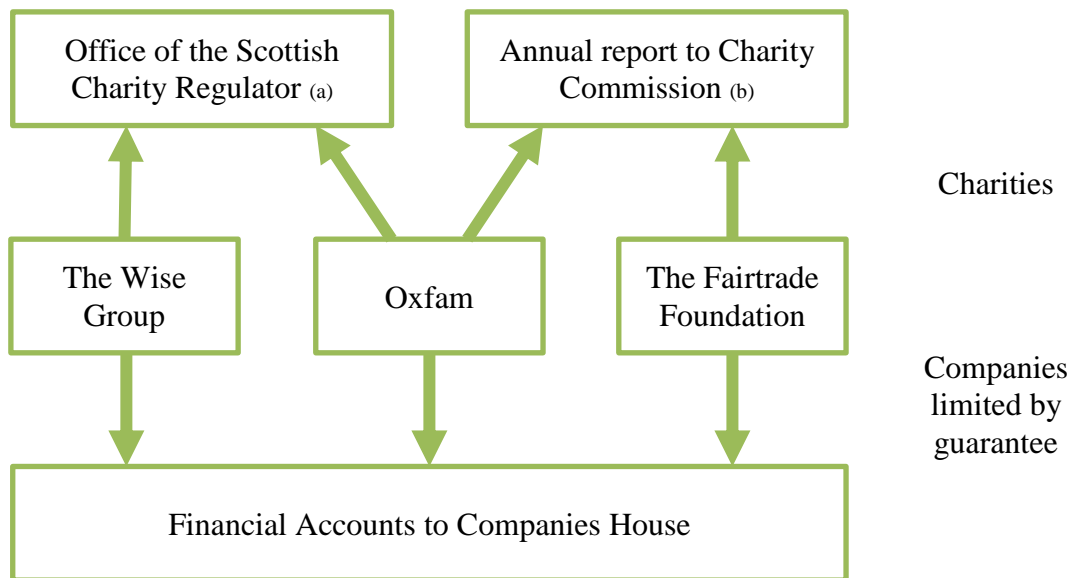 Office of the Scottish
Charity Regulator (a)
Annual report to Charity
Commission (b)
Charities
The Wise
Group
Oxfam
The Fairtrade
Foundation
Companies
limited by
guarantee
Financial Accounts to Companies House